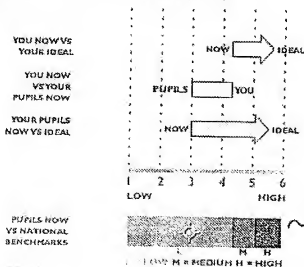 YOU NOW VS
YOUR IDEAL
NOW IDEAL
YOU NOW
VS YOUR
PUPILS NOW
PUPILS YOU
YOUR PUPILS
NOW VS IDEAL
NOW IDEAL
1 2 3 4 5 6
LOW HIGH
PUPILS NOW
VS NATIONAL
BENCHMARKS
M H
LOW M = MEDIUM H = HIGH